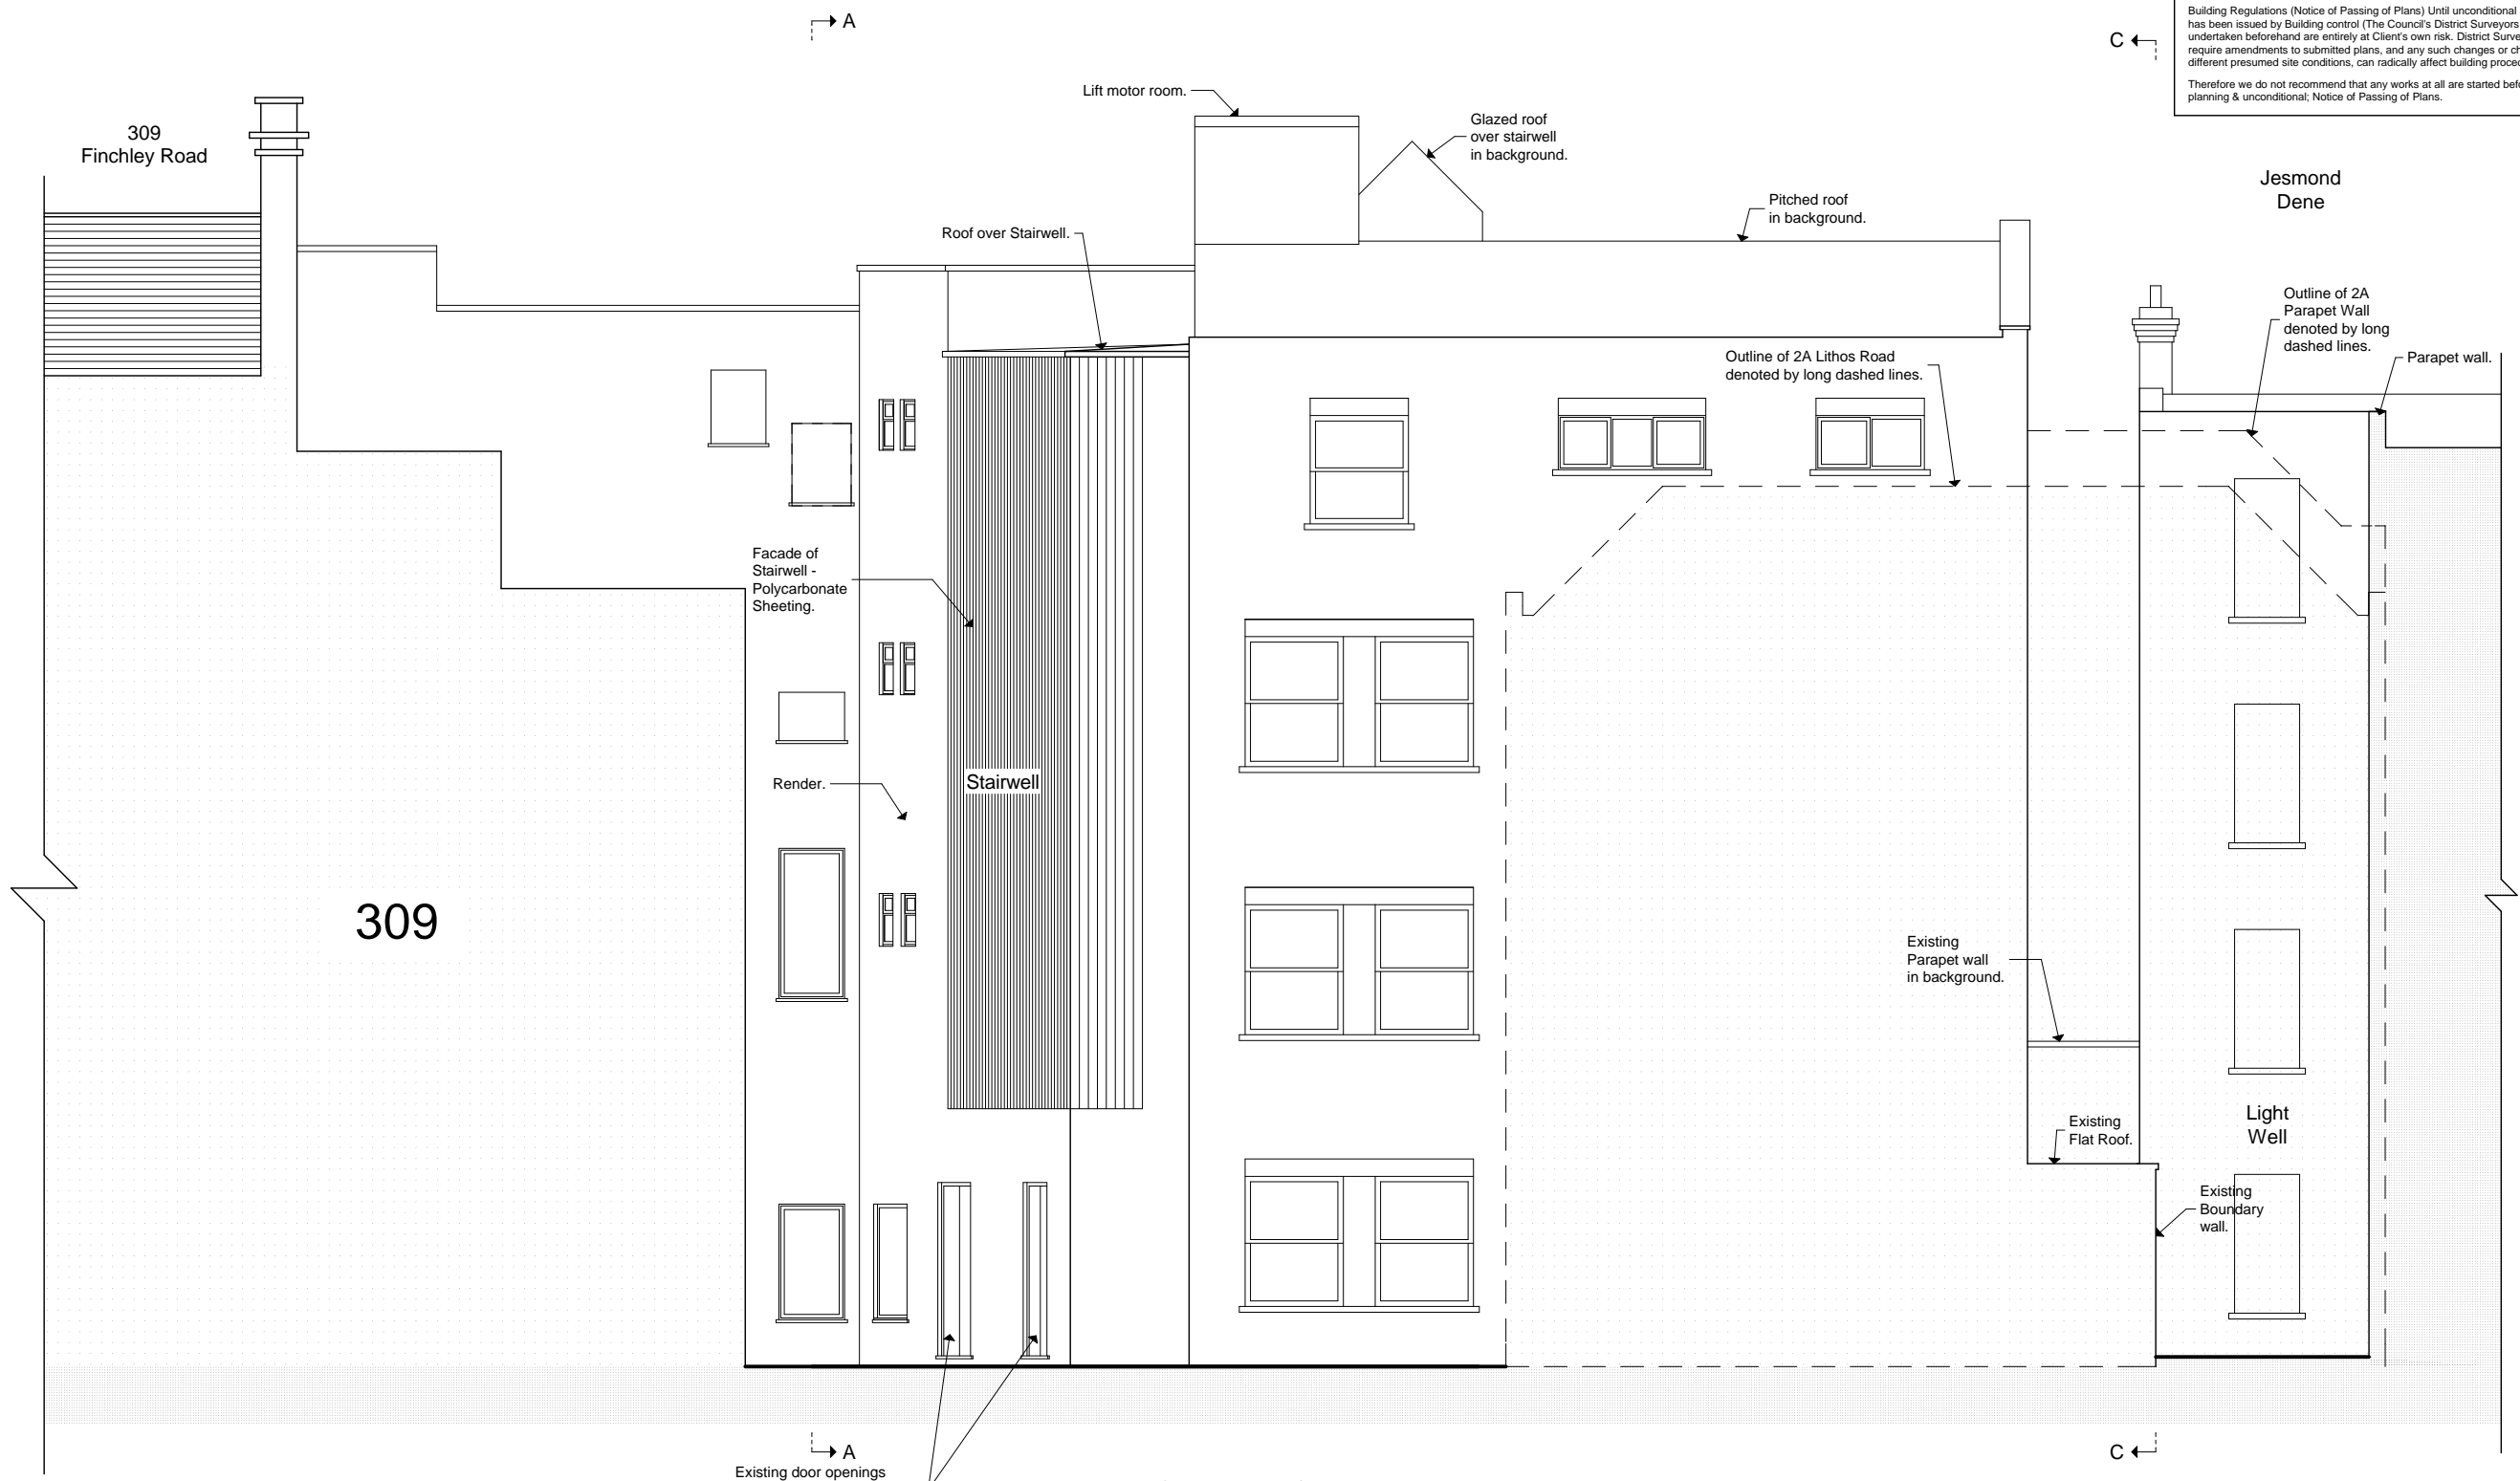 A
C
Building Regulations (Notice of Passing of Plans) Until unconditional
has been issued by Building control (The Council's District Surveyors
undertaken beforehand are entirely at Client's own risk. District Surve
require amendments to submitted plans, and any such changes or ch
different presumed site conditions, can radically affect building proced
Therefore we do not recommend that any works at all are started befo
planning & unconditional; Notice of Passing of Plans.
309
Finchley Road
Lift motor room.
Glazed roof
over stairwell
in background.
Pitched roof
in background.
Jesmond
Dene
Roof over Stairwell.
Outline of 2A
Parapet Wall
denoted by long
dashed lines.
Parapet wall.
Outline of 2A Lithos Road
denoted by long dashed lines.
Facade of
Stairwell -
Polycarbonate
Sheeting.
Render.
Stairwell
309
Existing
Parapet wall
in background.
Existing
Flat Roof.
Light
Well
Existing
Boundary
wall.
A
C
Existing door openings